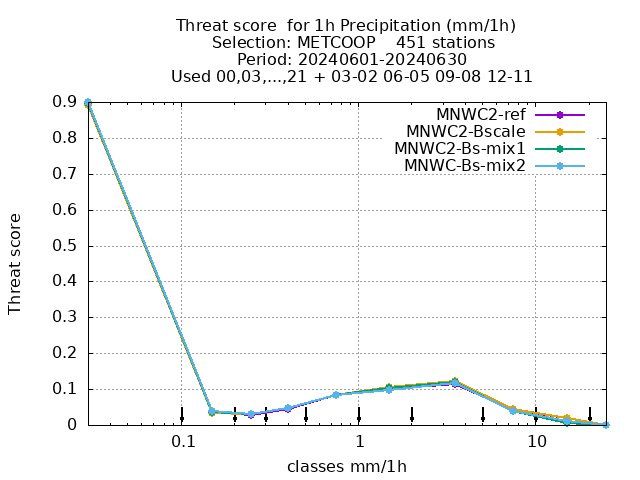 Threat score  for 1h Precipitation (mm/1h)
Selection: METCOOP    451 stations
Period: 20240601-20240630
Used 00,03,...,21 + 03-02 06-05 09-08 12-11
MNWC2-ref
MNWC2-Bscale
MNWC2-Bs-mix1
MNWC-Bs-mix2
Threat score
0.9
0.8
0.7
0.6
0.5
0.4
0.3
0.2
0.1
0
0.1
1
10
classes mm/1h